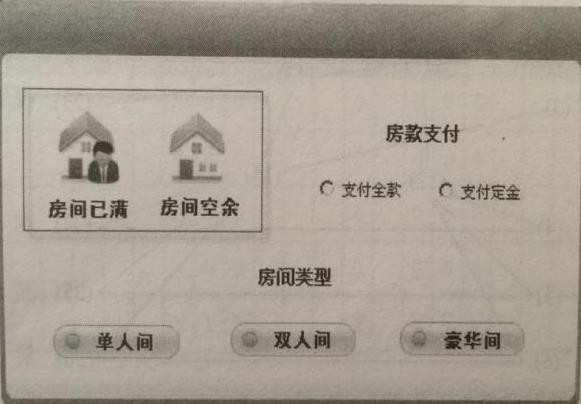 房款支付
房间已满 房间空余
支付全款 支付定金
房间类型
单人间 双人间 豪华间